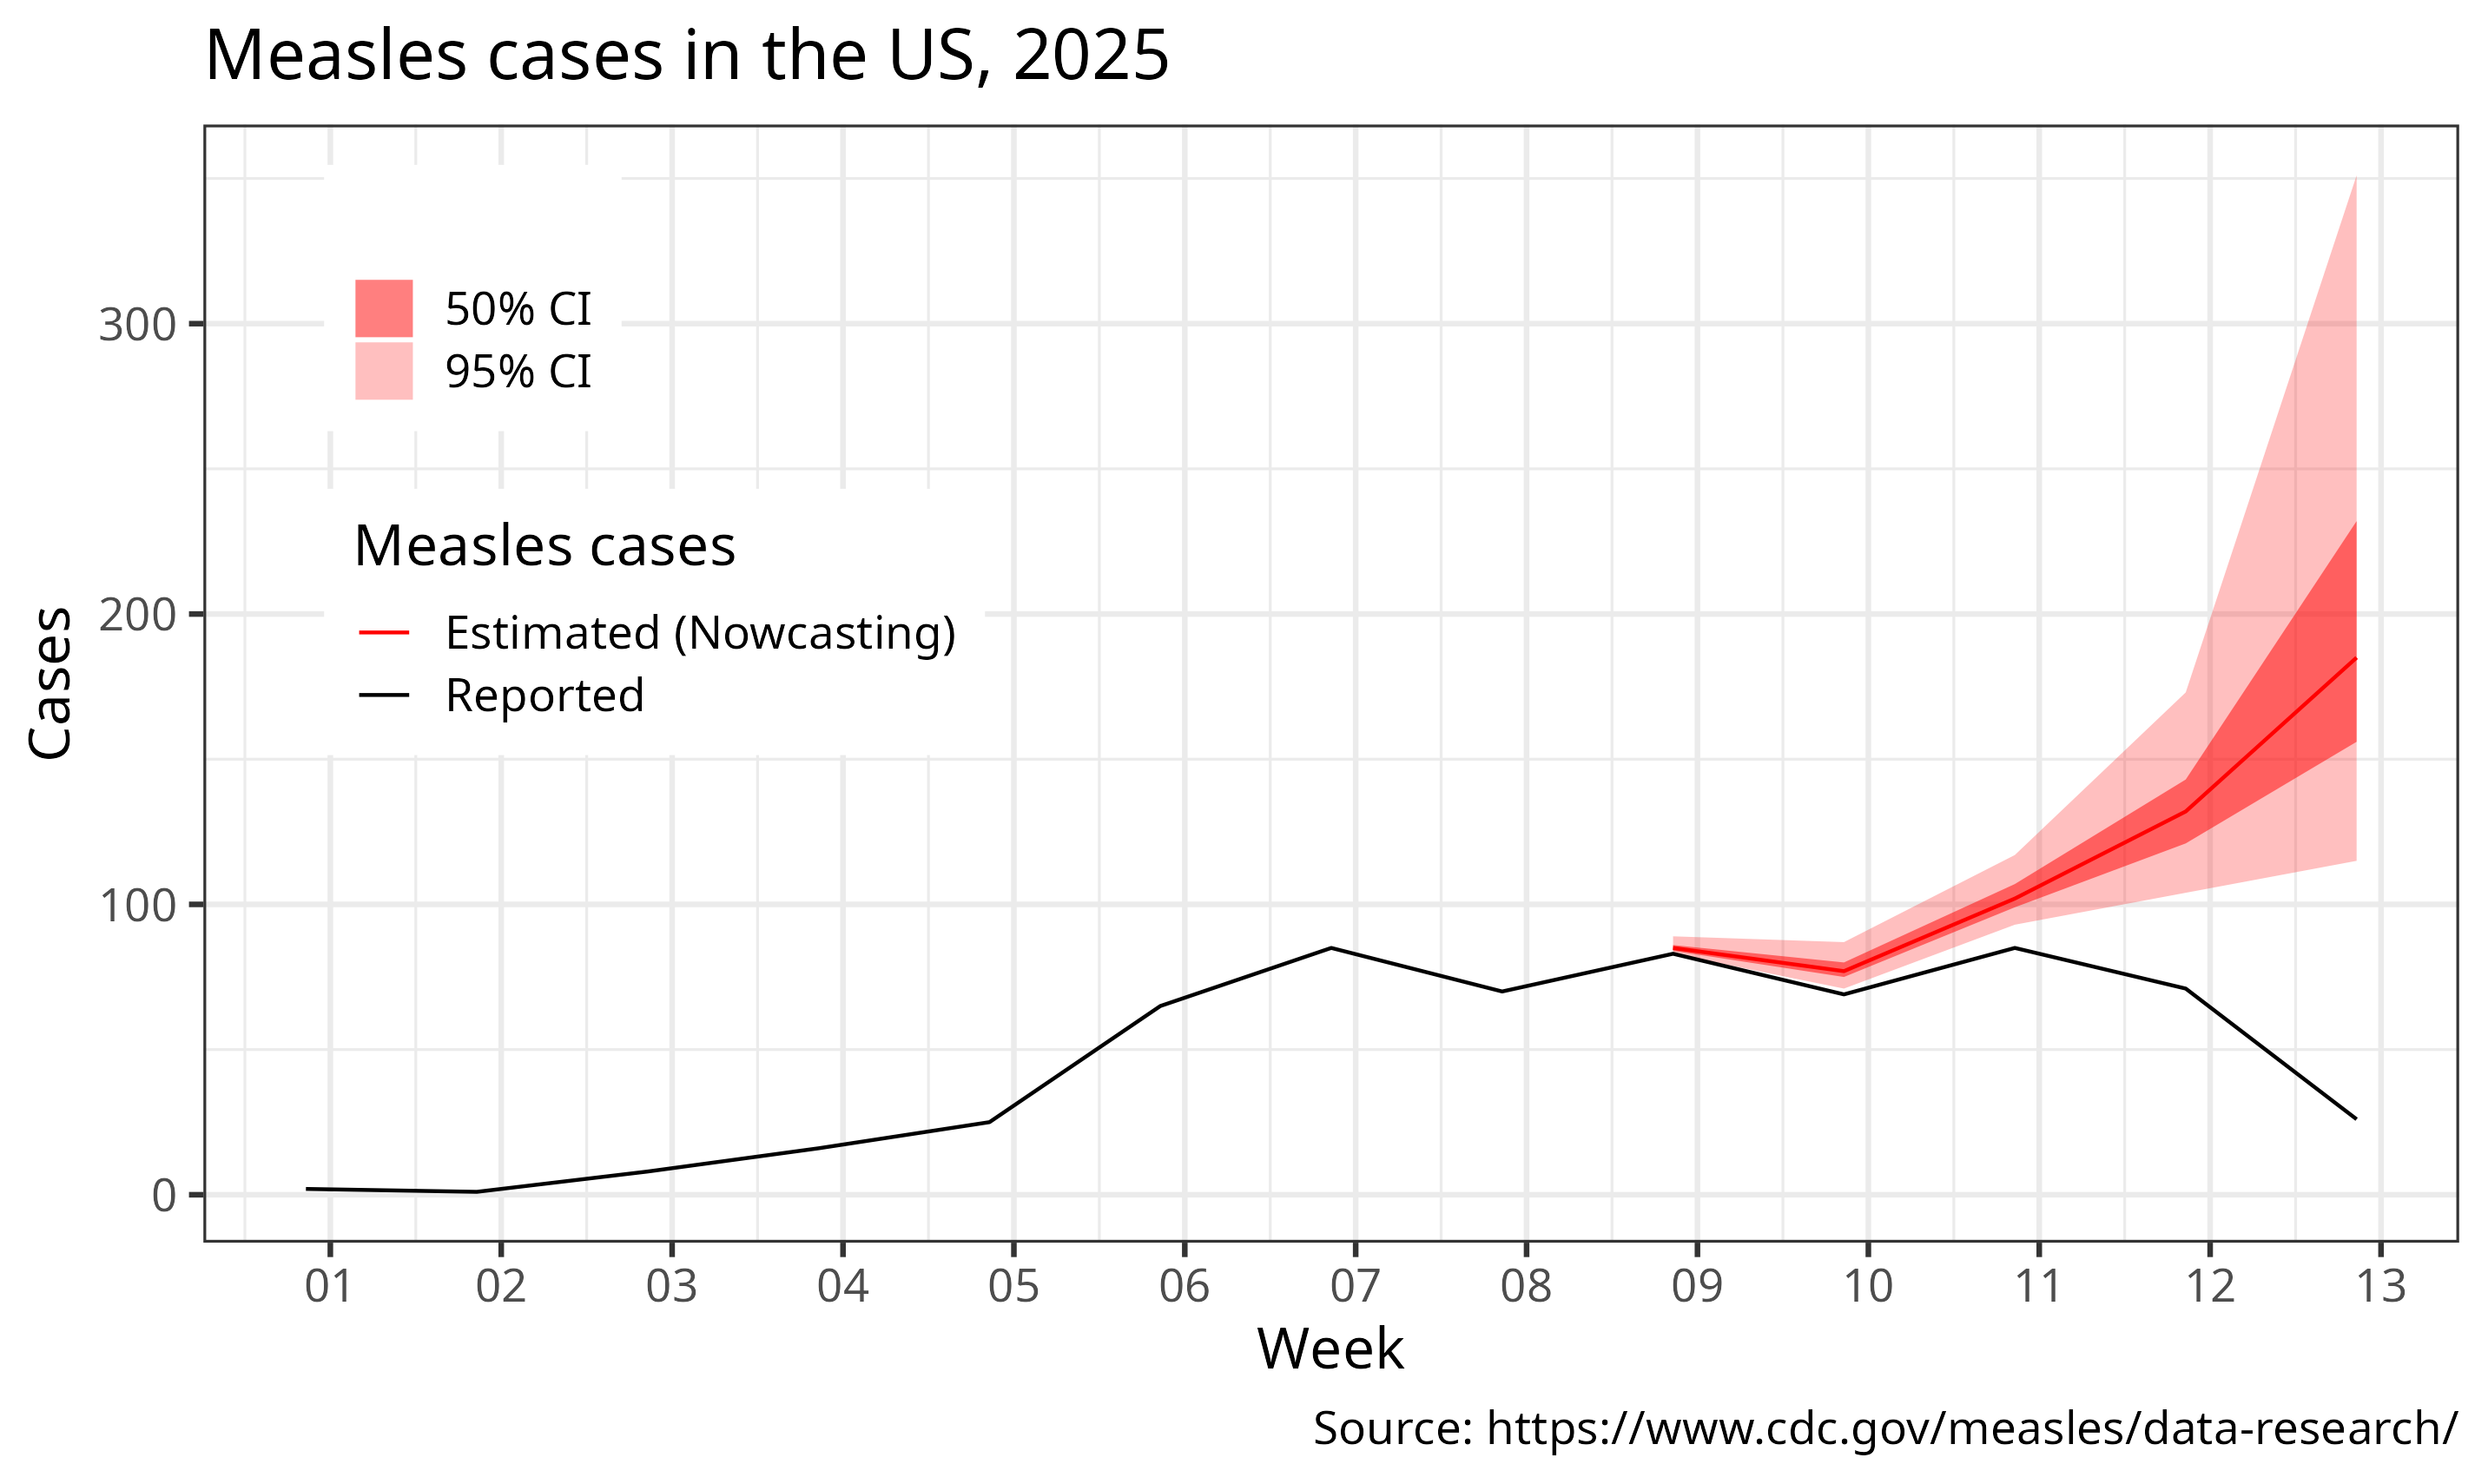 Measles cases in the US, 2025
50% CI
95% CI
Measles cases
Estimated (Nowcasting)
Reported
Cases
300
200
100
0
01 02 03 04 05 06 07 08 09 10 11 12 13
Week
Source: https://www.cdc.gov/measles/data-research/